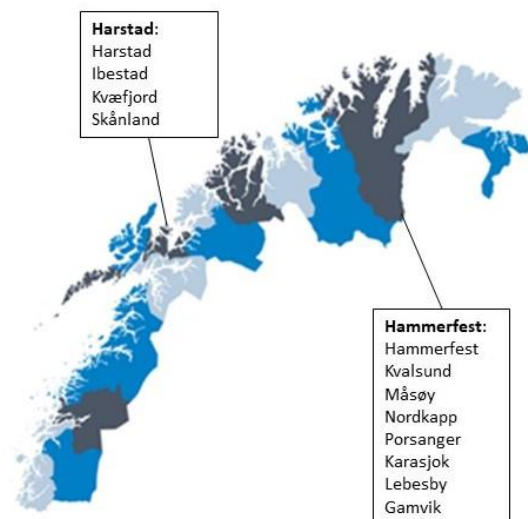 Harstad:
Harstad
Ibestad
Kvæfjord
Skånland
Hammerfest:
Hammerfest
Kvalsund
Måsøy
Nordkapp
Porsanger
Karasjok
Lebesby
Gamvik